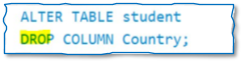 ALTER TABLE student
DROP COLUMN Country;